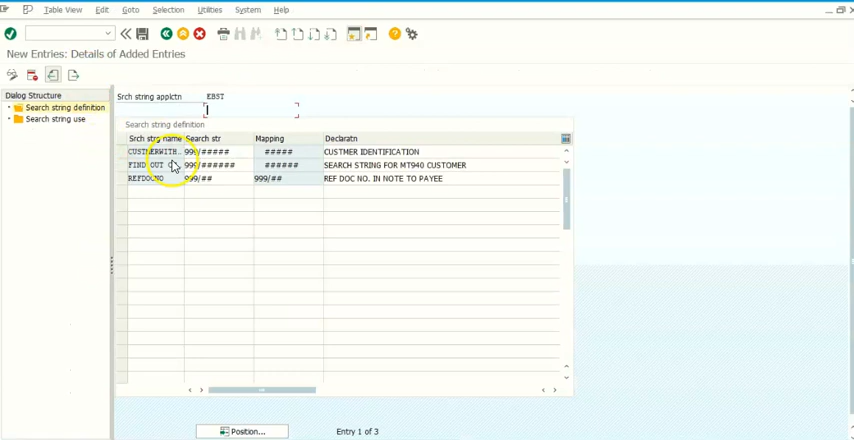 Table View Edit Goto Selection Utilities System Help
New Entries: Details of Added Entries
Dialog Structure
Search string definition
Search string use
Srch string applctn EBST
Search string definition
Srch strg name Search str Mapping Declaratn
CUSTMERWITH.. 999/##### ##### CUSTMER IDENTIFICATION
FIND OUT 999/###### ###### SEARCH STRING FOR MT940 CUSTOMER
REFDOCNO 999/## 999/## REF DOC NO. IN NOTE TO PAYEE
Position... Entry 1 of 3